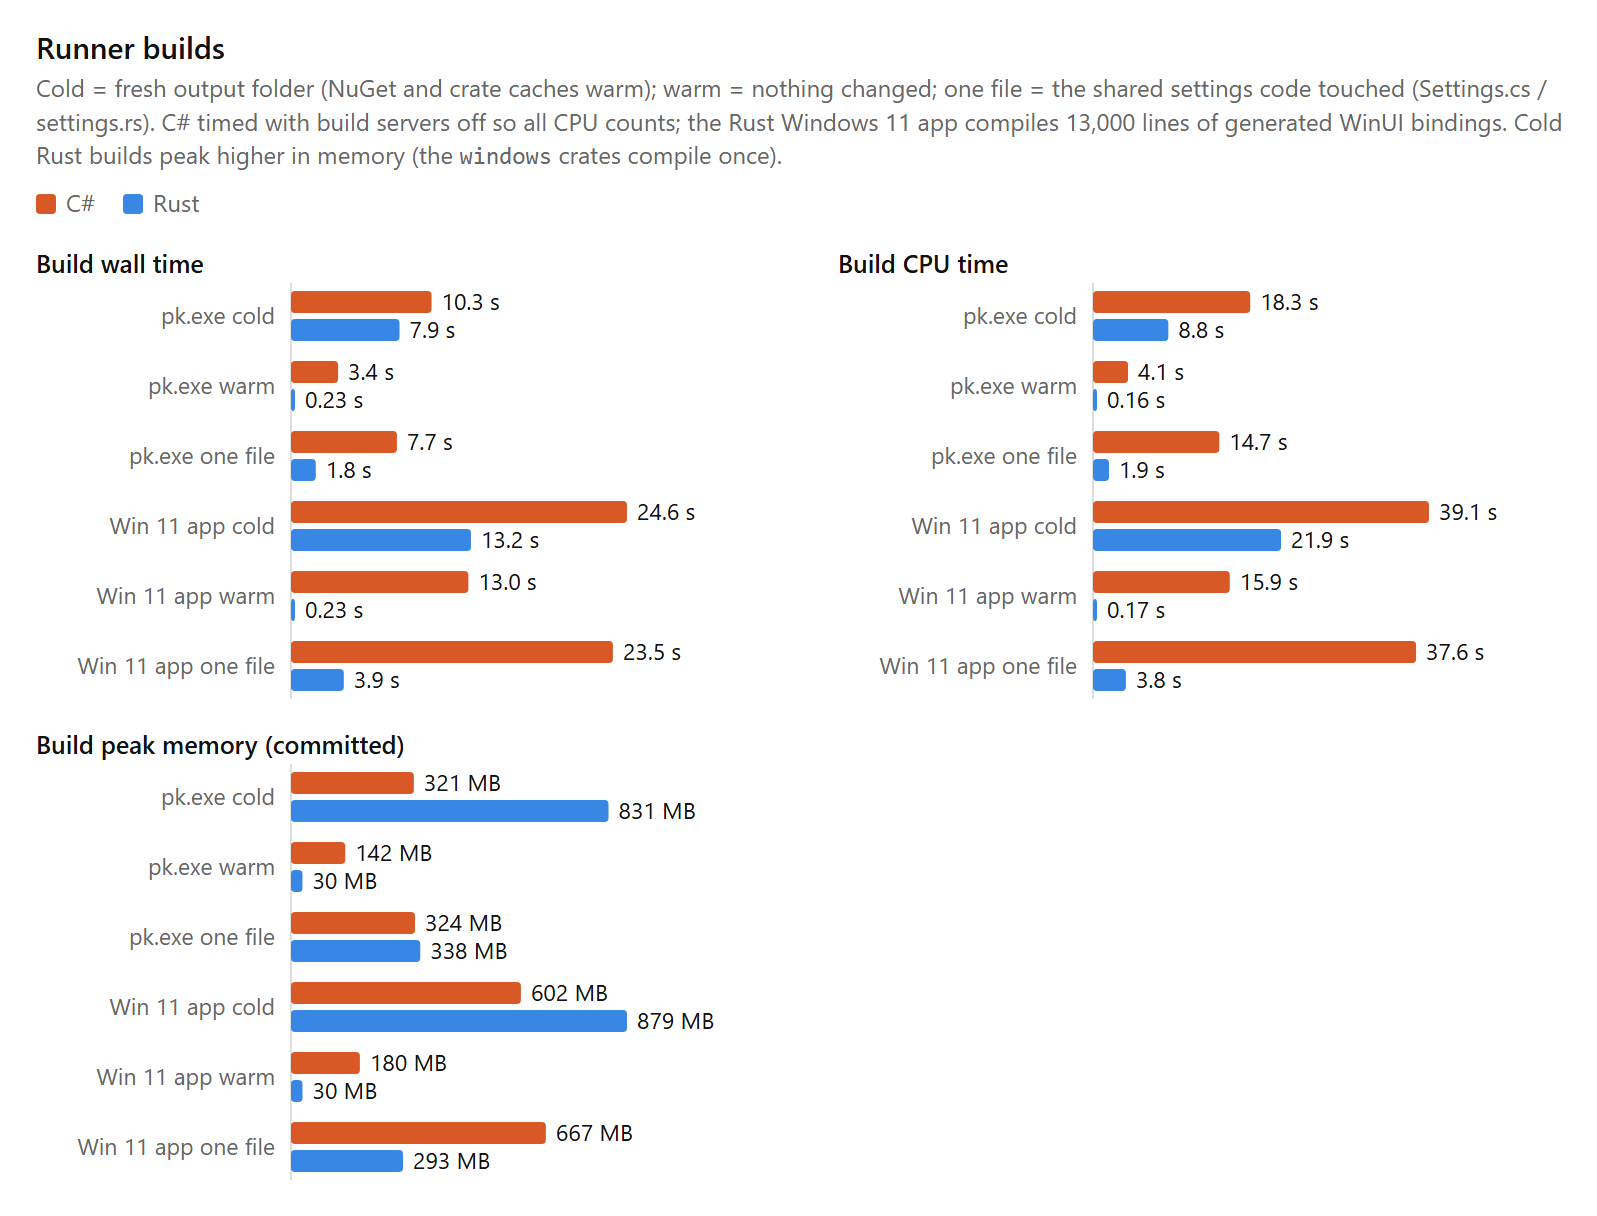 Runner builds
Cold = fresh output folder (NuGet and crate caches warm); warm = nothing changed; one file = the shared settings code touched (Settings.cs /
settings.rs). C# timed with build servers off so all CPU counts; the Rust Windows 11 app compiles 13,000 lines of generated WinUI bindings. Cold
Rust builds peak higher in memory (the windows crates compile once).
C# Rust
Build wall time
pk.exe cold
10.3 s
7.9 s
pk.exe warm
3.4 s
0.23 s
pk.exe one file
7.7 s
1.8 s
Win 11 app cold
24.6 s
13.2 s
Win 11 app warm
13.0 s
0.23 s
Win 11 app one file
23.5 s
3.9 s
Build CPU time
pk.exe cold
18.3 s
8.8 s
pk.exe warm
4.1 s
0.16 s
pk.exe one file
14.7 s
1.9 s
Win 11 app cold
39.1 s
21.9 s
Win 11 app warm
15.9 s
0.17 s
Win 11 app one file
37.6 s
3.8 s
Build peak memory (committed)
pk.exe cold
321 MB
831 MB
pk.exe warm
142 MB
30 MB
pk.exe one file
324 MB
338 MB
Win 11 app cold
602 MB
879 MB
Win 11 app warm
180 MB
30 MB
Win 11 app one file
667 MB
293 MB